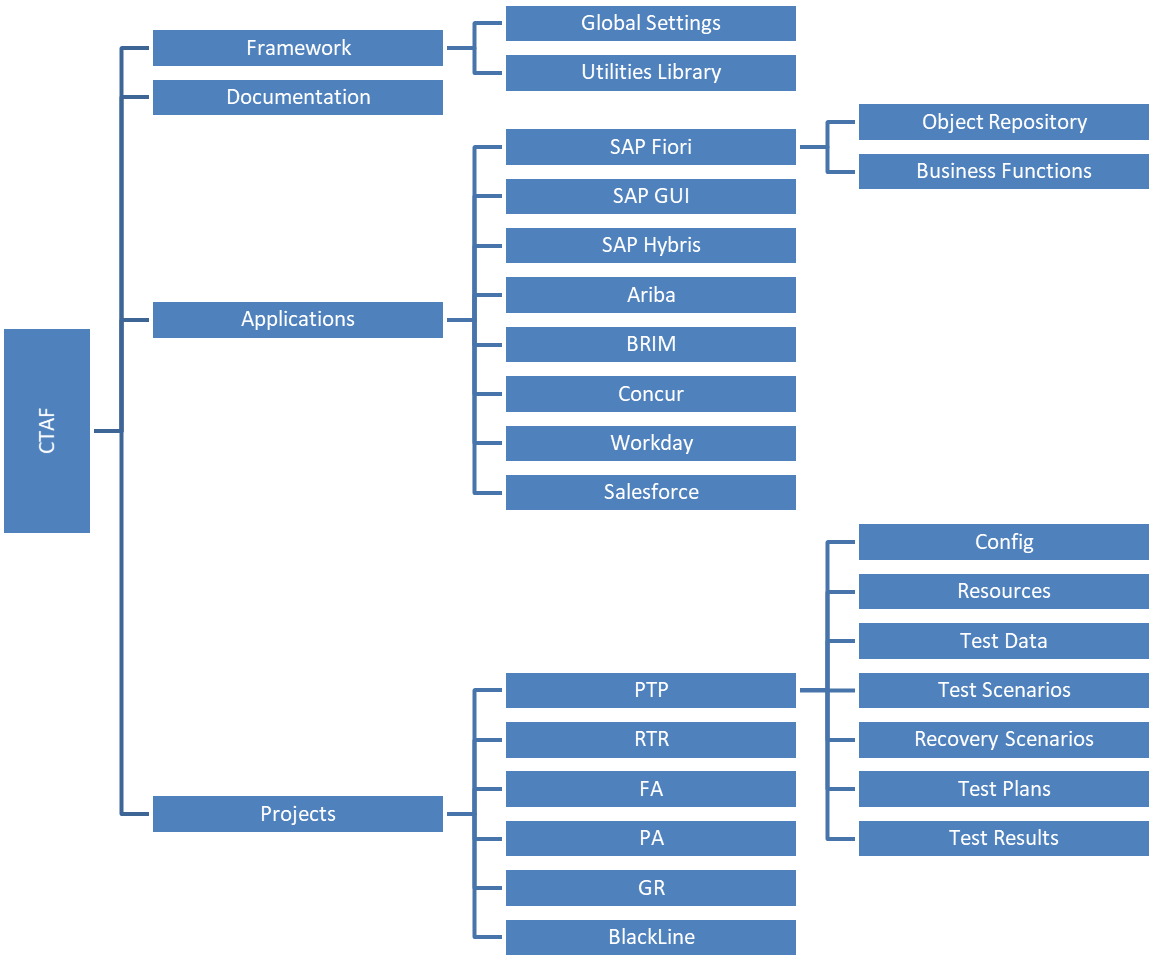 CTAF
Framework
Global Settings
Utilities Library
Documentation
Applications
SAP Fiori
Object Repository
Business Functions
SAP GUI
SAP Hybris
Ariba
BRIM
Concur
Workday
Salesforce
Projects
PTP
Config
Resources
Test Data
Test Scenarios
Recovery Scenarios
Test Plans
Test Results
RTR
FA
PA
GR
BlackLine